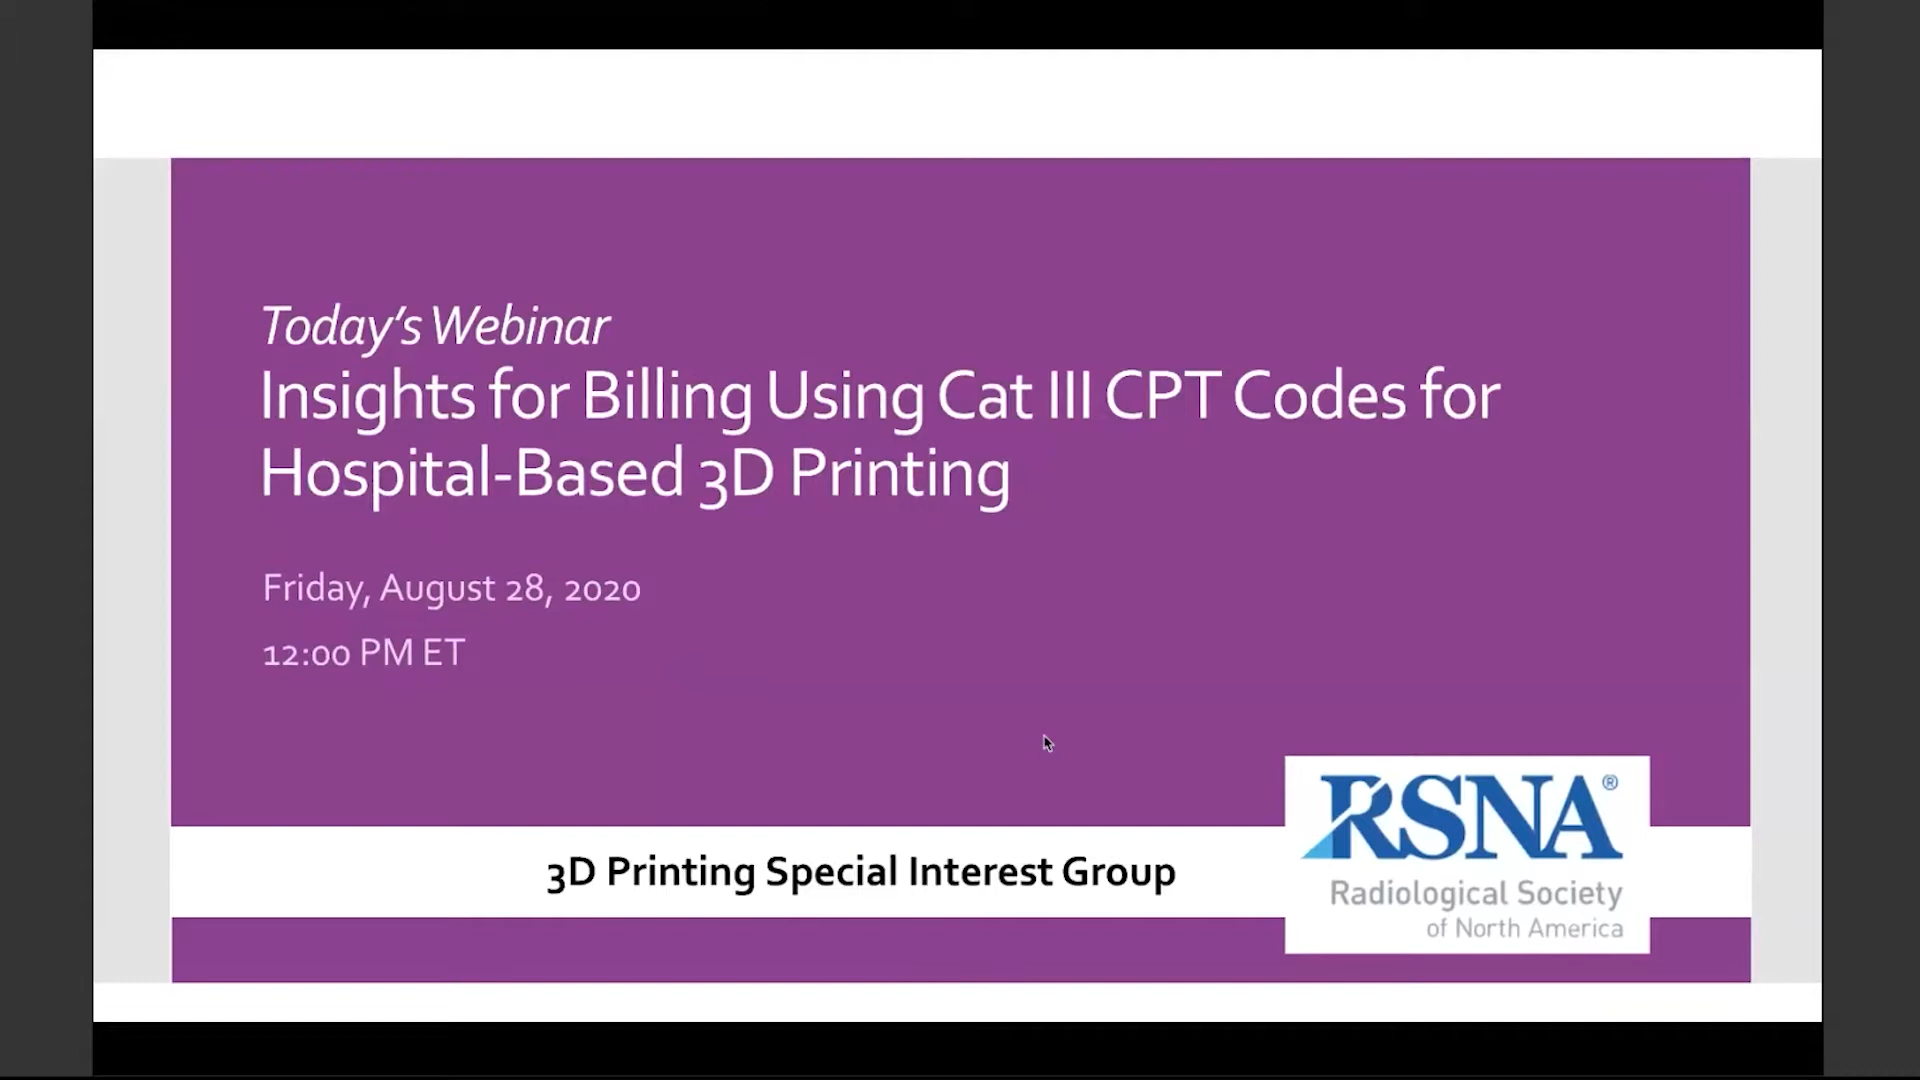 Today's Webinar
Insights for Billing Using Cat III CPT Codes for
Hospital-Based 3D Printing
Friday, August 28, 2020
12:00 PM ET
3D Printing Special Interest Group
RSNA®
Radiological Society
of North America